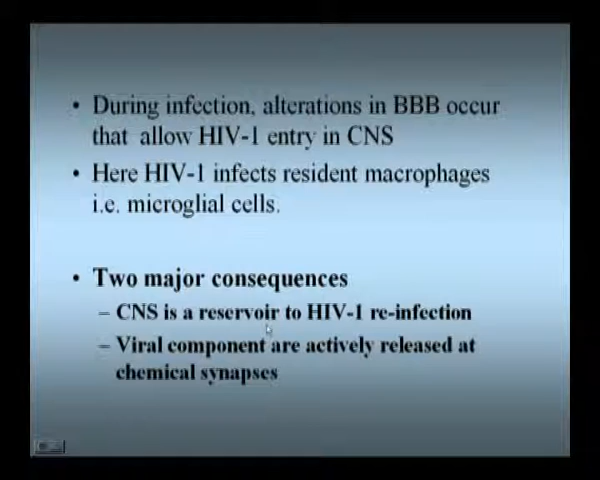 • During infection, alterations in BBB occur
that allow HIV-1 entry in CNS
• Here HIV-1 infects resident macrophages
i.e. microglial cells.
• Two major consequences
– CNS is a reservoir to HIV-1 re-infection
– Viral component are actively released at
chemical synapses